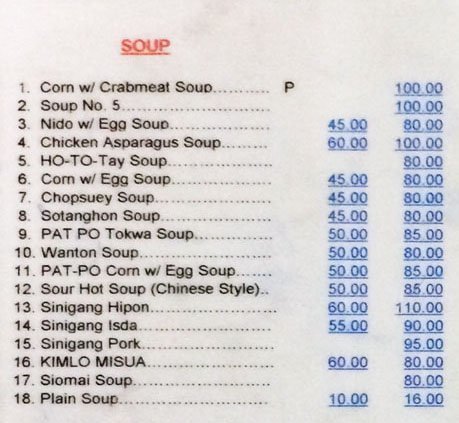 SOUP
1. Corn w/ Crabmeat Soup........... P 100.00
2. Soup No. 5........................... 100.00
3. Nido w/ Egg Soup.................. 45.00 80.00
4. Chicken Asparagus Soup......... 60.00 100.00
5. HO-TO-Tay Soup................... 80.00
6. Corn w/ Egg Soup.................. 45.00 80.00
7. Chopsuey Soup..................... 45.00 80.00
8. Sotanghon Soup.................... 45.00 80.00
9. PAT PO Tokwa Soup.............. 50.00 85.00
10. Wanton Soup........................ 50.00 80.00
11. PAT-PO Corn w/ Egg Soup...... 50.00 85.00
12. Sour Hot Soup (Chinese Style).. 50.00 85.00
13. Sinigang Hipon...................... 60.00 110.00
14. Sinigang Isda........................ 55.00 90.00
15. Sinigang Pork....................... 95.00
16. KIMLO MISUA...................... 60.00 80.00
17. Siomai Soup......................... 80.00
18. Plain Soup........................... 10.00 16.00